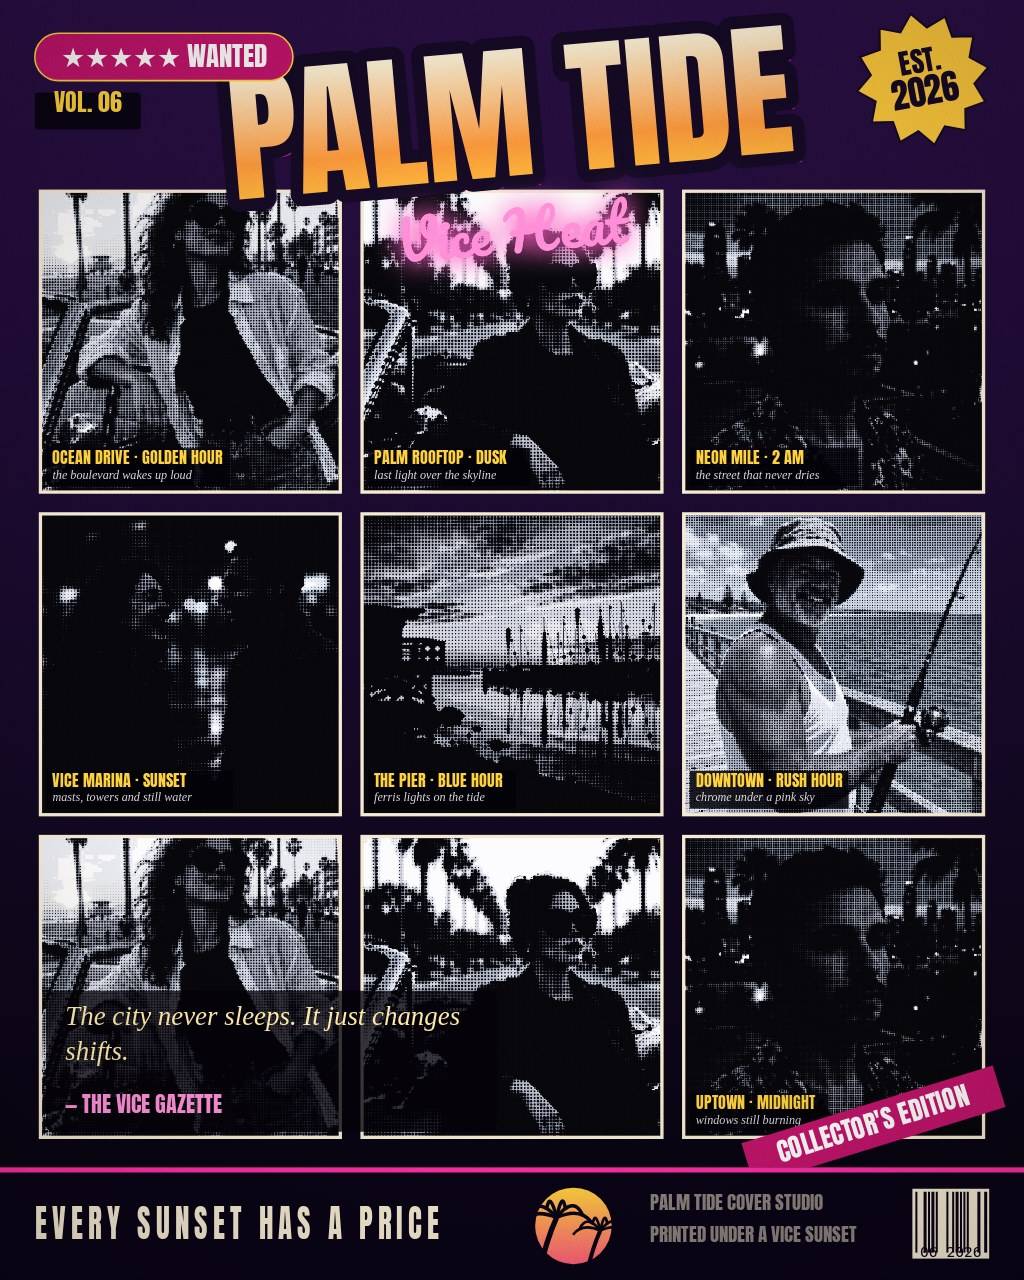 ★★★★★ WANTED
VOL. 06
PALM TIDE
EST.
2026
Vice Heat
OCEAN DRIVE · GOLDEN HOUR
the boulevard wakes up loud
PALM ROOFTOP · DUSK
last light over the skyline
NEON MILE · 2 AM
the street that never dries
VICE MARINA · SUNSET
masts, towers and still water
THE PIER · BLUE HOUR
ferris lights on the tide
DOWNTOWN · RUSH HOUR
chrome under a pink sky
The city never sleeps. It just changes
shifts.
— THE VICE GAZETTE
UPTOWN · MIDNIGHT
windows still burning
COLLECTOR'S EDITION
EVERY SUNSET HAS A PRICE
PALM TIDE COVER STUDIO
PRINTED UNDER A VICE SUNSET
06 2026